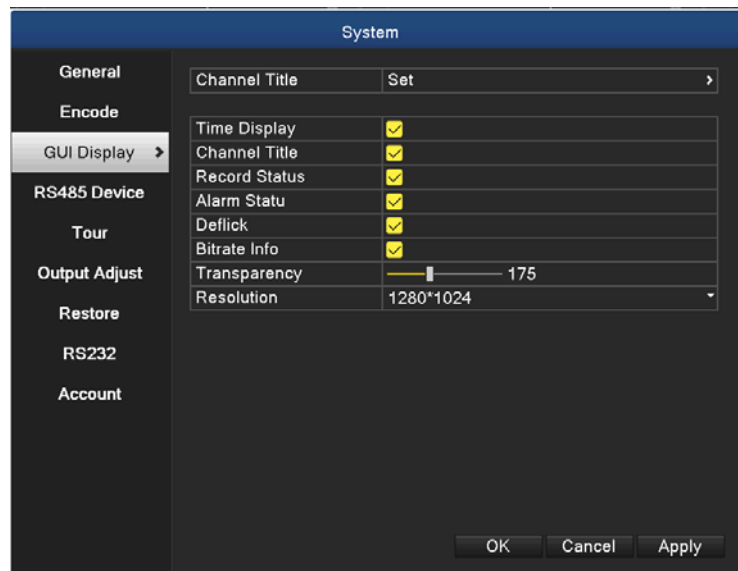 System
General
Encode
GUI Display
RS485 Device
Tour
Output Adjust
Restore
RS232
Account
Channel Title Set
Time Display
Channel Title
Record Status
Alarm Statu
Deflick
Bitrate Info
Transparency 175
Resolution 1280*1024
OK Cancel Apply